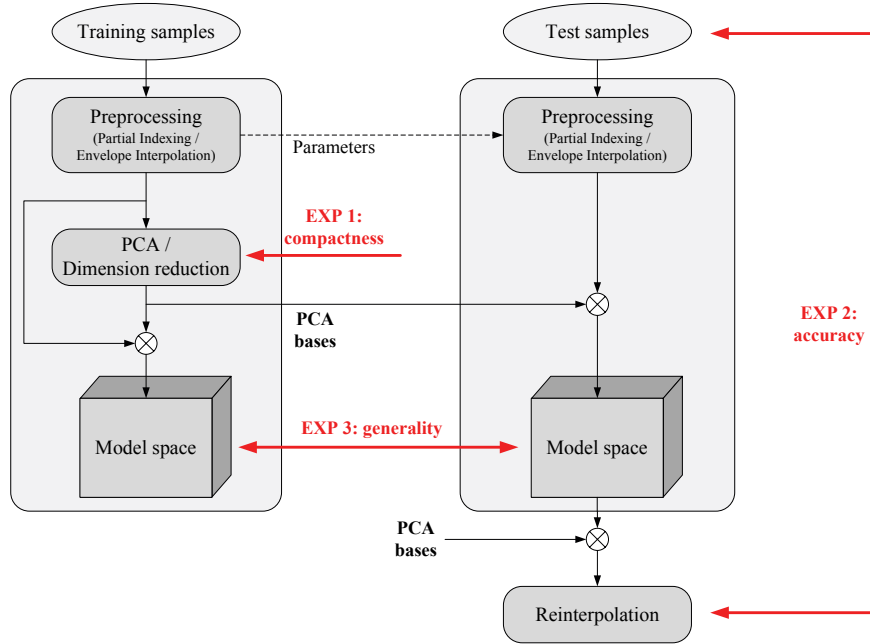 Training samples
Test samples
Preprocessing
(Partial Indexing /
Envelope Interpolation)
Parameters
Preprocessing
(Partial Indexing /
Envelope Interpolation)
EXP 1:
compactness
PCA /
Dimension reduction
PCA
bases
EXP 2:
accuracy
Model space
EXP 3: generality
Model space
PCA
bases
Reinterpolation